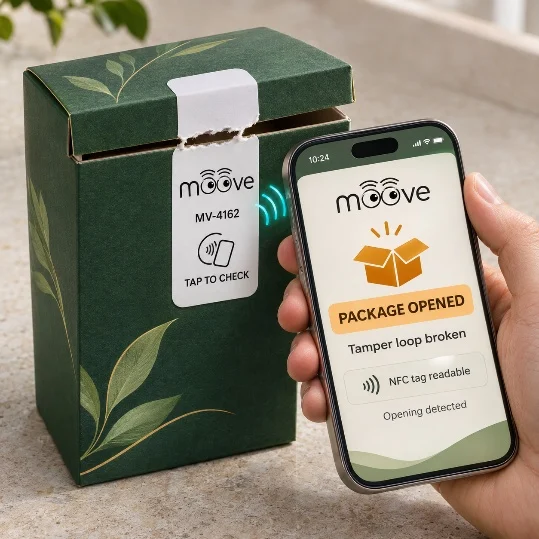 moove
MV-4162
TAP TO CHECK
10:24
moove
PACKAGE OPENED
Tamper loop broken
NFC tag readable
Opening detected